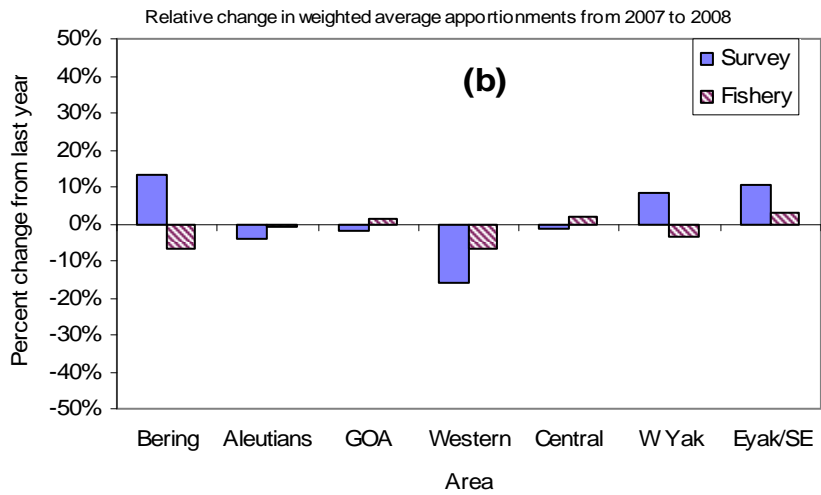 Relative change in weighted average apportionments from 2007 to 2008
50%
40%
30%
20%
10%
0%
-10%
-20%
-30%
-40%
-50%
Percent change from last year
(b)
Survey
Fishery
Bering Aleutians GOA Western Central W Yak Eyak/SE
Area